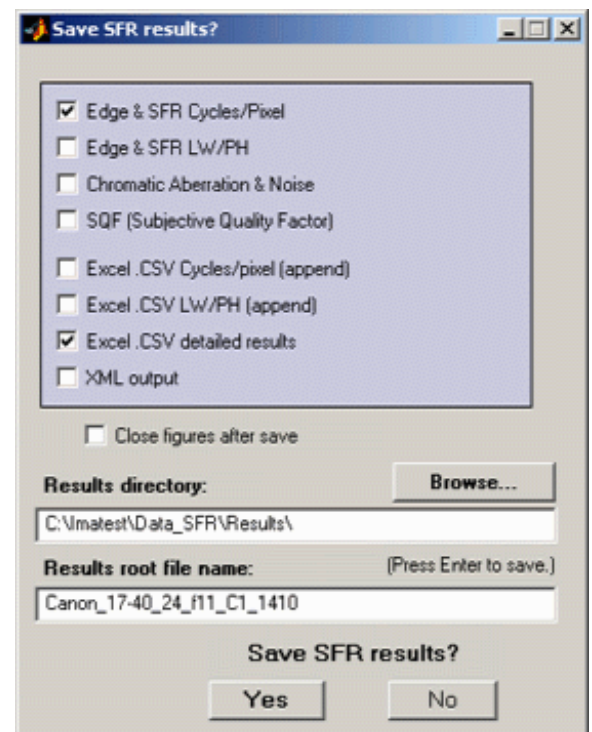 Save SFR results?
Edge & SFR Cycles/Pixel
Edge & SFR LW/PH
Chromatic Aberration & Noise
SQF (Subjective Quality Factor)
Excel .CSV Cycles/pixel (append)
Excel .CSV LW/PH (append)
Excel .CSV detailed results
XML output
Close figures after save
Results directory:
Browse...
C:\Imatest\Data_SFR\Results\
Results root file name:
(Press Enter to save.)
Canon_17-40_24_f11_C1_1410
Save SFR results?
Yes
No